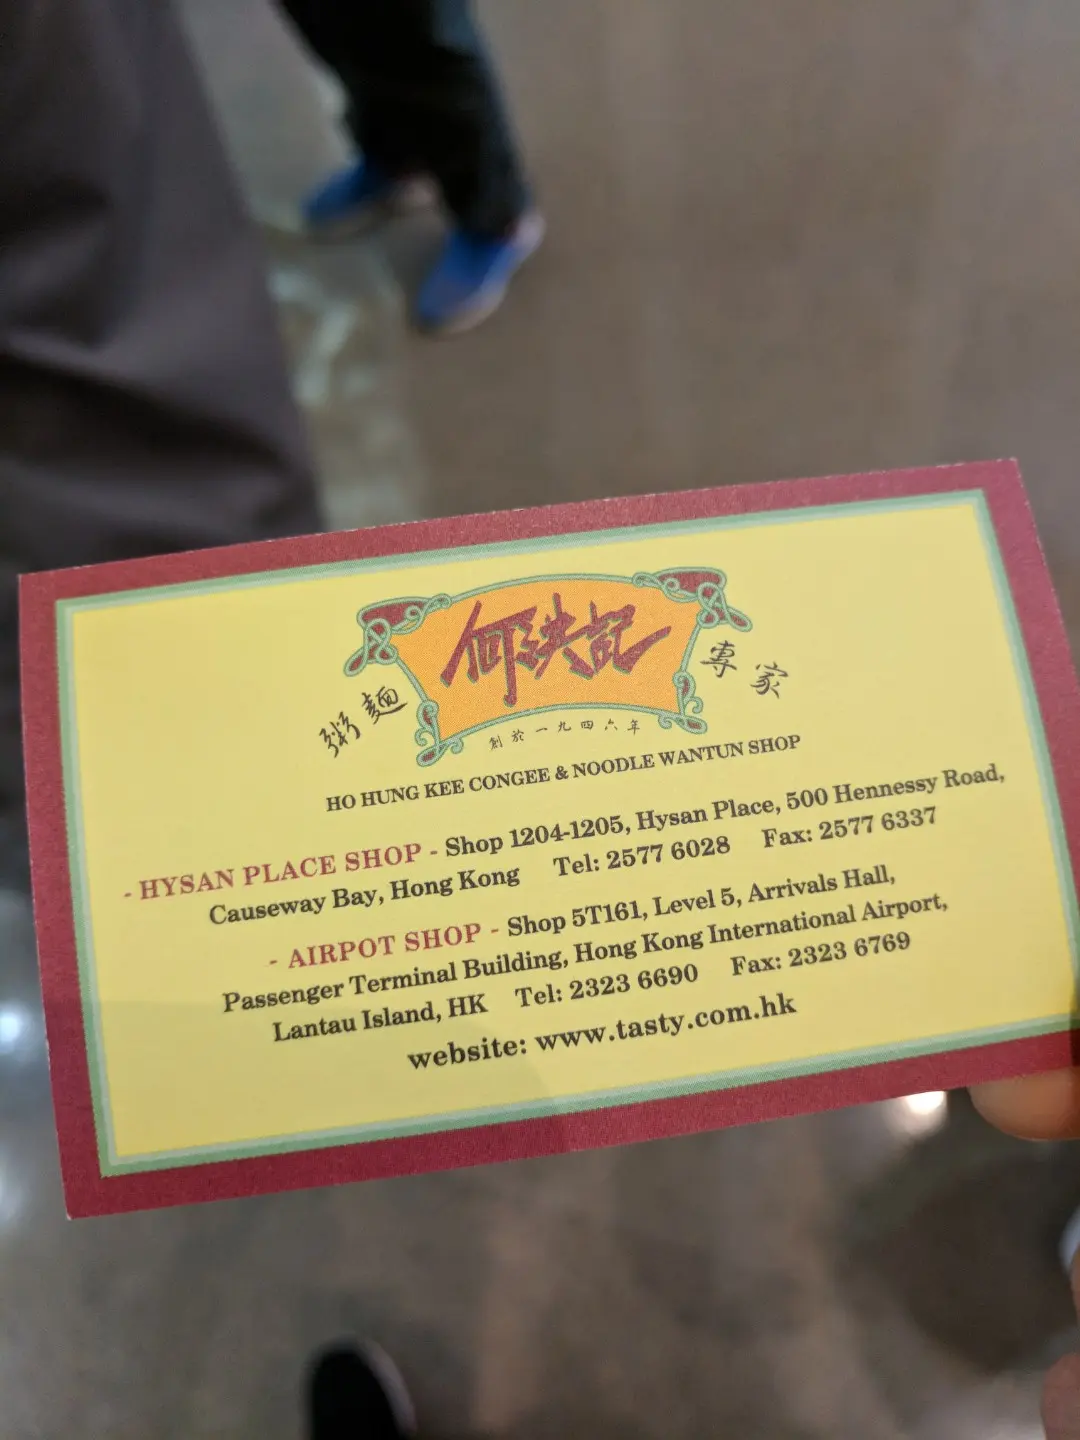 何洪記
粥麵 專家
創於一九四六年
HO HUNG KEE CONGEE & NOODLE WANTUN SHOP
- HYSAN PLACE SHOP - Shop 1204-1205, Hysan Place, 500 Hennessy Road,
Causeway Bay, Hong Kong Tel: 2577 6028 Fax: 2577 6337
- AIRPOT SHOP - Shop 5T161, Level 5, Arrivals Hall,
Passenger Terminal Building, Hong Kong International Airport,
Lantau Island, HK Tel: 2323 6690 Fax: 2323 6769
website: www.tasty.com.hk